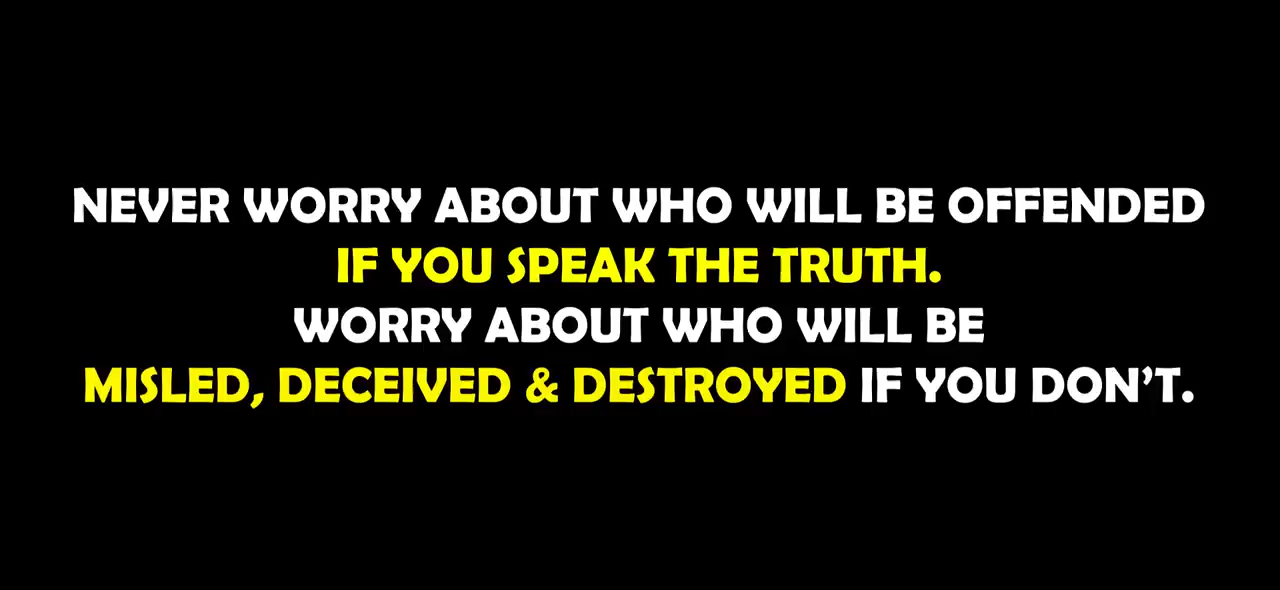 NEVER WORRY ABOUT WHO WILL BE OFFENDED
IF YOU SPEAK THE TRUTH.
WORRY ABOUT WHO WILL BE
MISLED, DECEIVED & DESTROYED IF YOU DON’T.